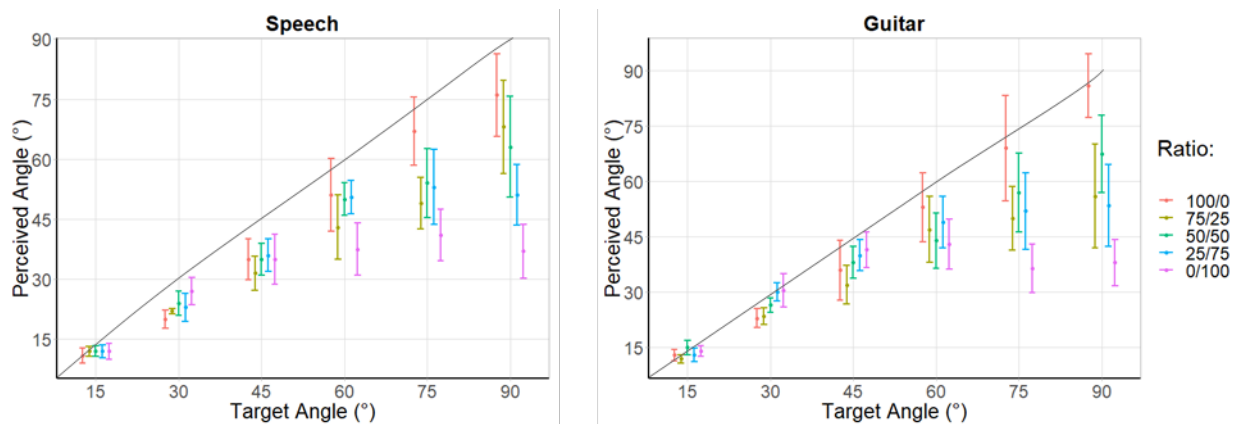 Speech
Perceived Angle (°)
90
75
60
45
30
15
15 30 45 60 75 90
Target Angle (°)
Guitar
Perceived Angle (°)
90
75
60
45
30
15
15 30 45 60 75 90
Target Angle (°)
Ratio:
100/0
75/25
50/50
25/75
0/100